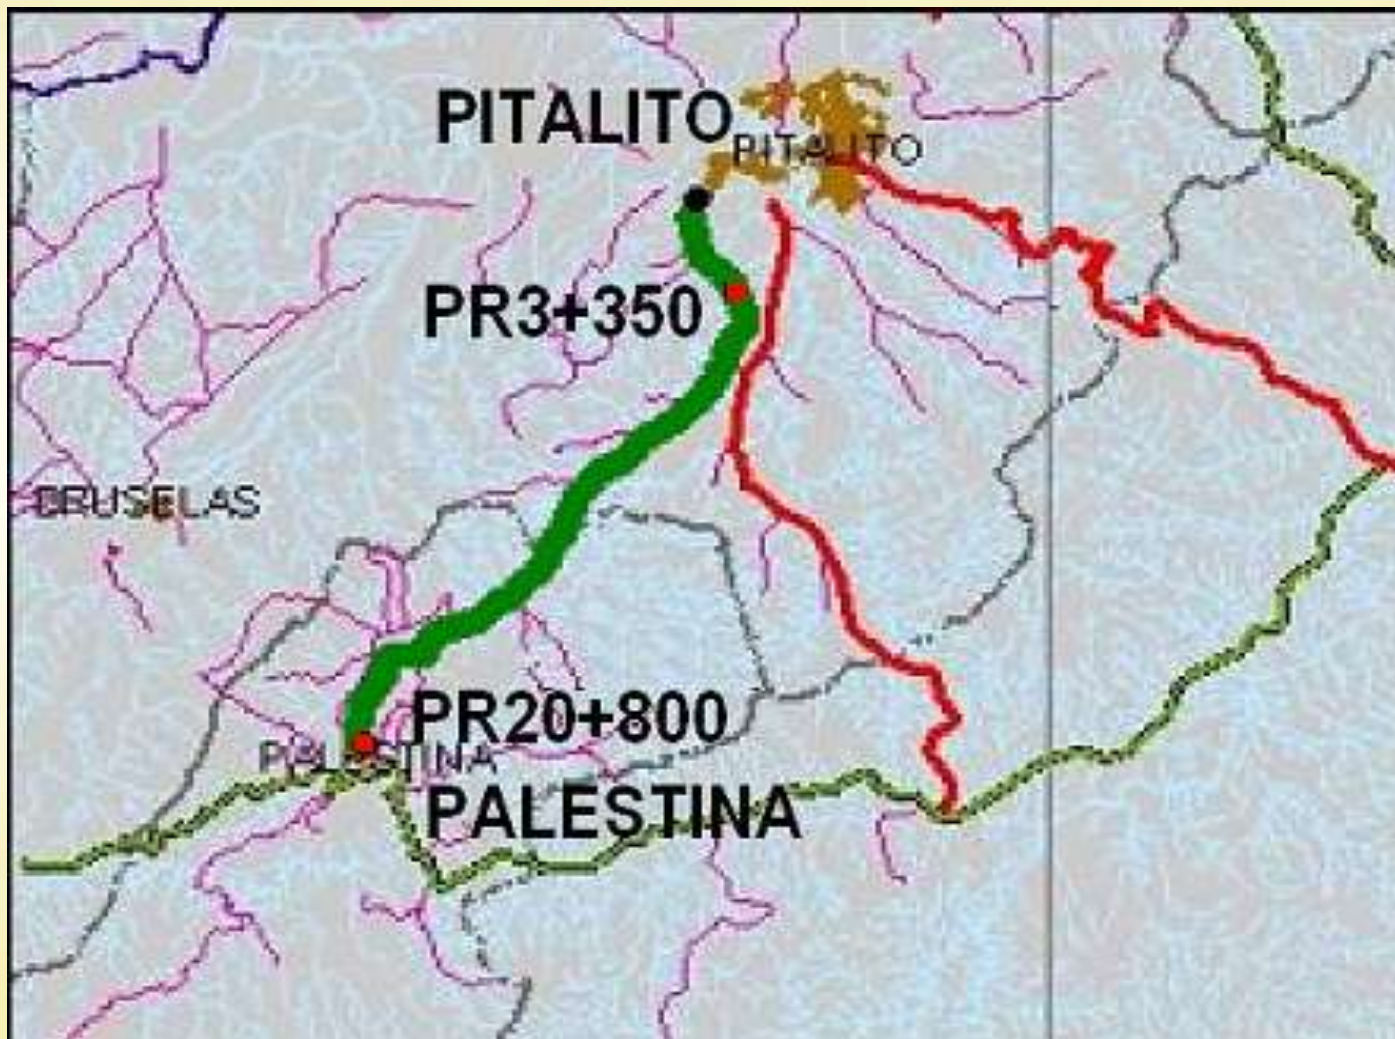 PITALITO
PITALITO
PR3+350
BRUSELAS
PR20+800
PALESTINA
PALESTINA